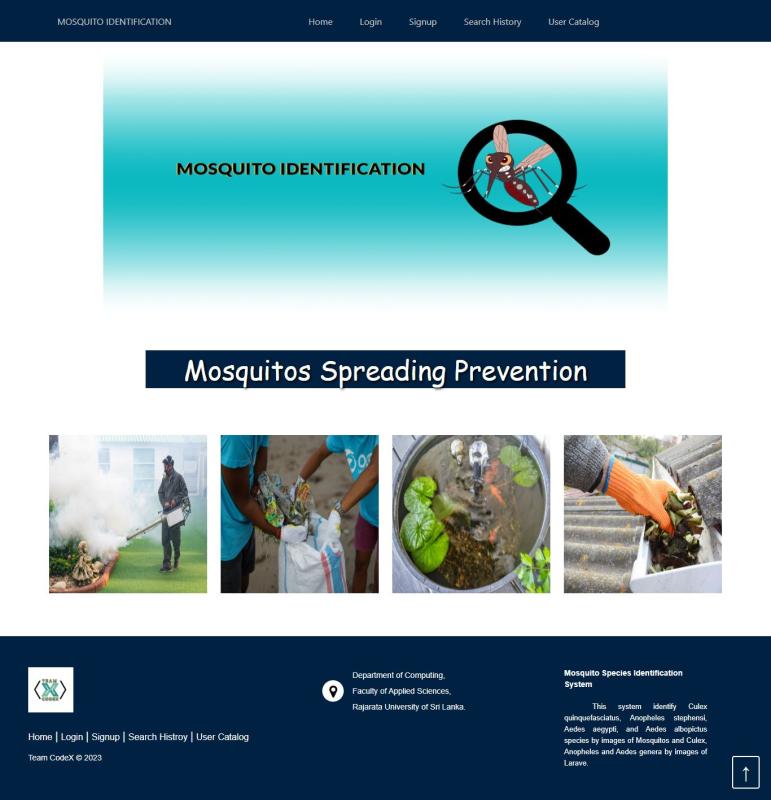 MOSQUITO IDENTIFICATION
Home Login Signup Search History User Catalog
MOSQUITO IDENTIFICATION
Mosquitos Spreading Prevention
TEAM
X
CODEX
Home | Login | Signup | Search Histroy | User Catalog
Team CodeX © 2023
Department of Computing,
Faculty of Applied Sciences,
Rajarata University of Sri Lanka.
Mosquito Species Identification
System
This system identify Culex
quinquefasciatus, Anopheles stephensi,
Aedes aegypti, and Aedes albopictus
species by images of Mosquitos and Culex,
Anopheles and Aedes genera by images of
Larave.